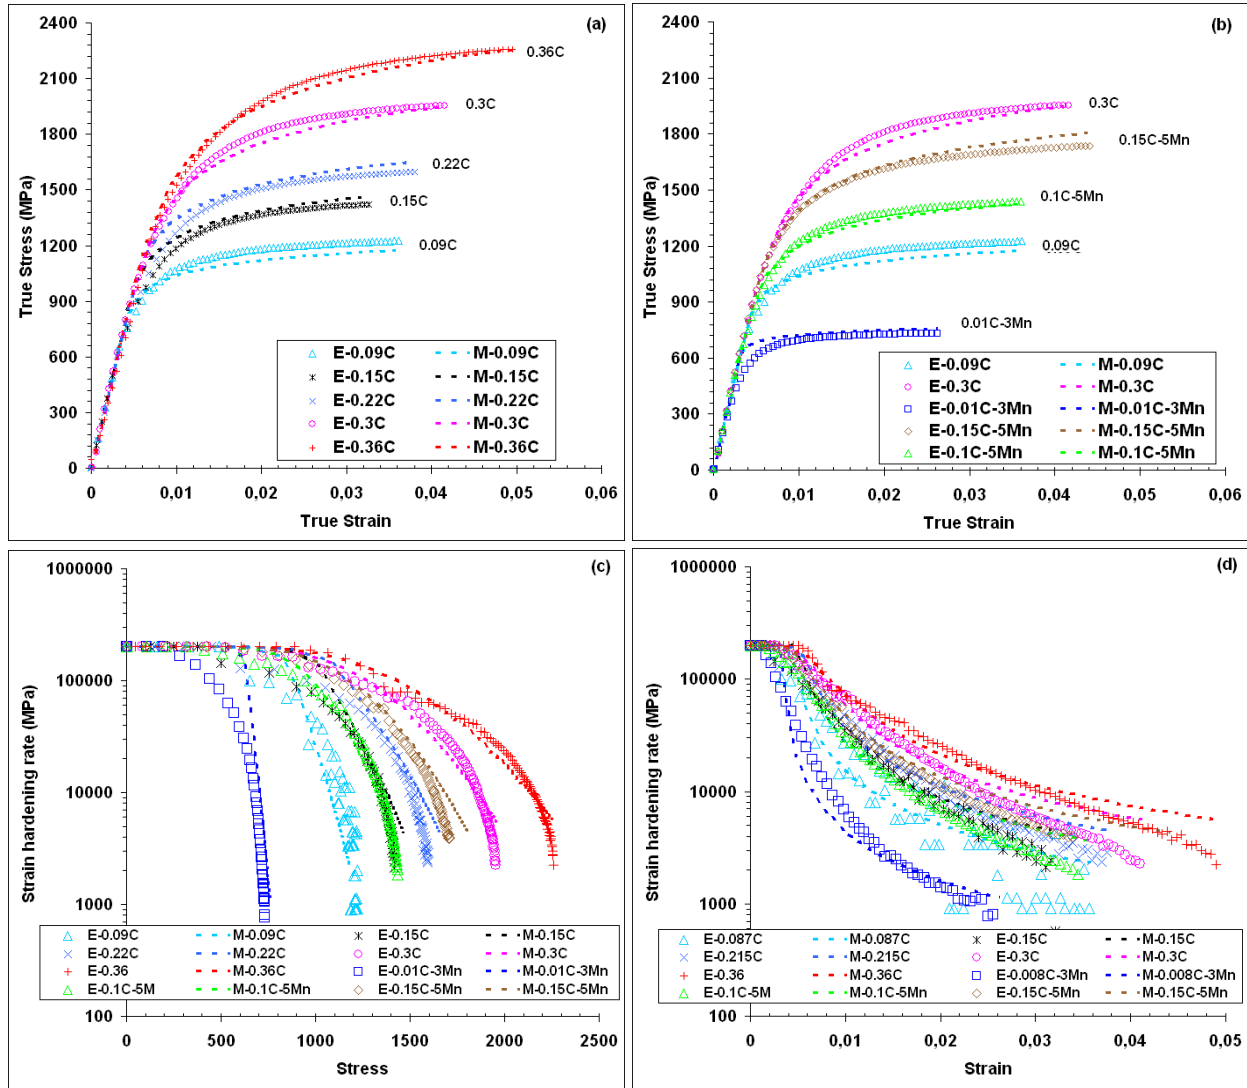 (a)
2400
2100
1800
1500
1200
900
600
300
0
True Stress (MPa)
0.36C
0.3C
0.22C
0.15C
0.09C
E-0.09C M-0.09C
E-0.15C M-0.15C
E-0.22C M-0.22C
E-0.3C M-0.3C
E-0.36C M-0.36C
0 0,01 0,02 0,03 0,04 0,05 0,06
True Strain
(b)
2400
2100
1800
1500
1200
900
600
300
0
True Stress (MPa)
0.3C
0.15C-5Mn
0.1C-5Mn
0.09C
0.01C-3Mn
E-0.09C M-0.09C
E-0.3C M-0.3C
E-0.01C-3Mn M-0.01C-3Mn
E-0.15C-5Mn M-0.15C-5Mn
E-0.1C-5Mn M-0.1C-5Mn
0 0,01 0,02 0,03 0,04 0,05 0,06
True Strain
(c)
1000000
100000
10000
1000
100
Strain hardening rate (MPa)
E-0.09C M-0.09C E-0.15C M-0.15C
E-0.22C M-0.22C E-0.3C M-0.3C
E-0.36 M-0.36C E-0.01C-3Mn M-0.01C-3Mn
E-0.1C-5M M-0.1C-5Mn E-0.15C-5Mn M-0.15C-5Mn
0 500 1000 1500 2000 2500
Stress
(d)
1000000
100000
10000
1000
100
Strain hardening rate (MPa)
E-0.087C M-0.087C E-0.15C M-0.15C
E-0.215C M-0.215C E-0.3C M-0.3C
E-0.36 M-0.36C E-0.008C-3Mn M-0.008C-3Mn
E-0.1C-5M M-0.1C-5Mn E-0.15C-5Mn M-0.15C-5Mn
0 0,01 0,02 0,03 0,04 0,05
Strain